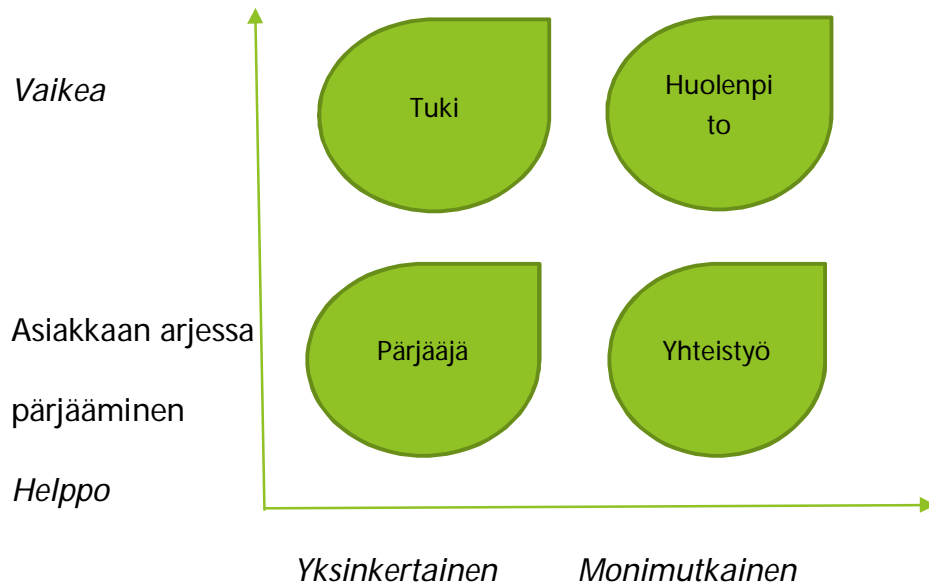 Vaikea
Tuki
Huolenpi
to
Asiakkaan arjessa
pärjääminen
Helppo
Pärjääjä
Yhteistyö
Yksinkertainen
Monimutkainen